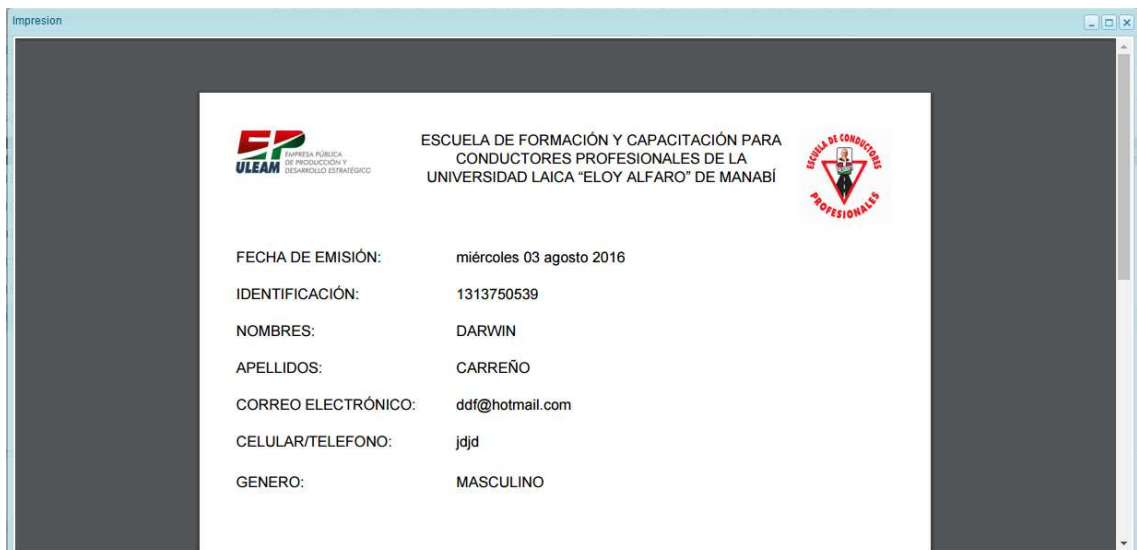 Impresion
EP
ULEAM
EMPRESA PÚBLICA
DE PRODUCCIÓN Y
DESARROLLO ESTRATÉGICO
ESCUELA DE FORMACIÓN Y CAPACITACIÓN PARA
CONDUCTORES PROFESIONALES DE LA
UNIVERSIDAD LAICA “ELOY ALFARO” DE MANABÍ
ESCUELA DE CONDUCTORES
PROFESIONALES
FECHA DE EMISIÓN: miércoles 03 agosto 2016
IDENTIFICACIÓN: 1313750539
NOMBRES: DARWIN
APELLIDOS: CARREÑO
CORREO ELECTRÓNICO: ddf@hotmail.com
CELULAR/TELEFONO: jdjd
GENERO: MASCULINO